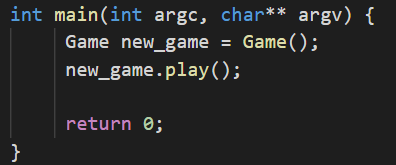 int main(int argc, char** argv) {
    Game new_game = Game();
    new_game.play();

    return 0;
}